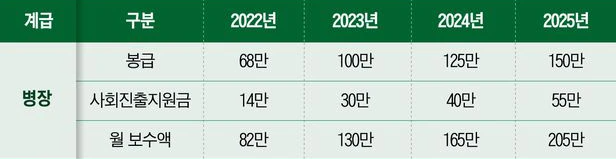 계급 구분 2022년 2023년 2024년 2025년
병장 봉급 68만 100만 125만 150만
사회진출지원금 14만 30만 40만 55만
월 보수액 82만 130만 165만 205만